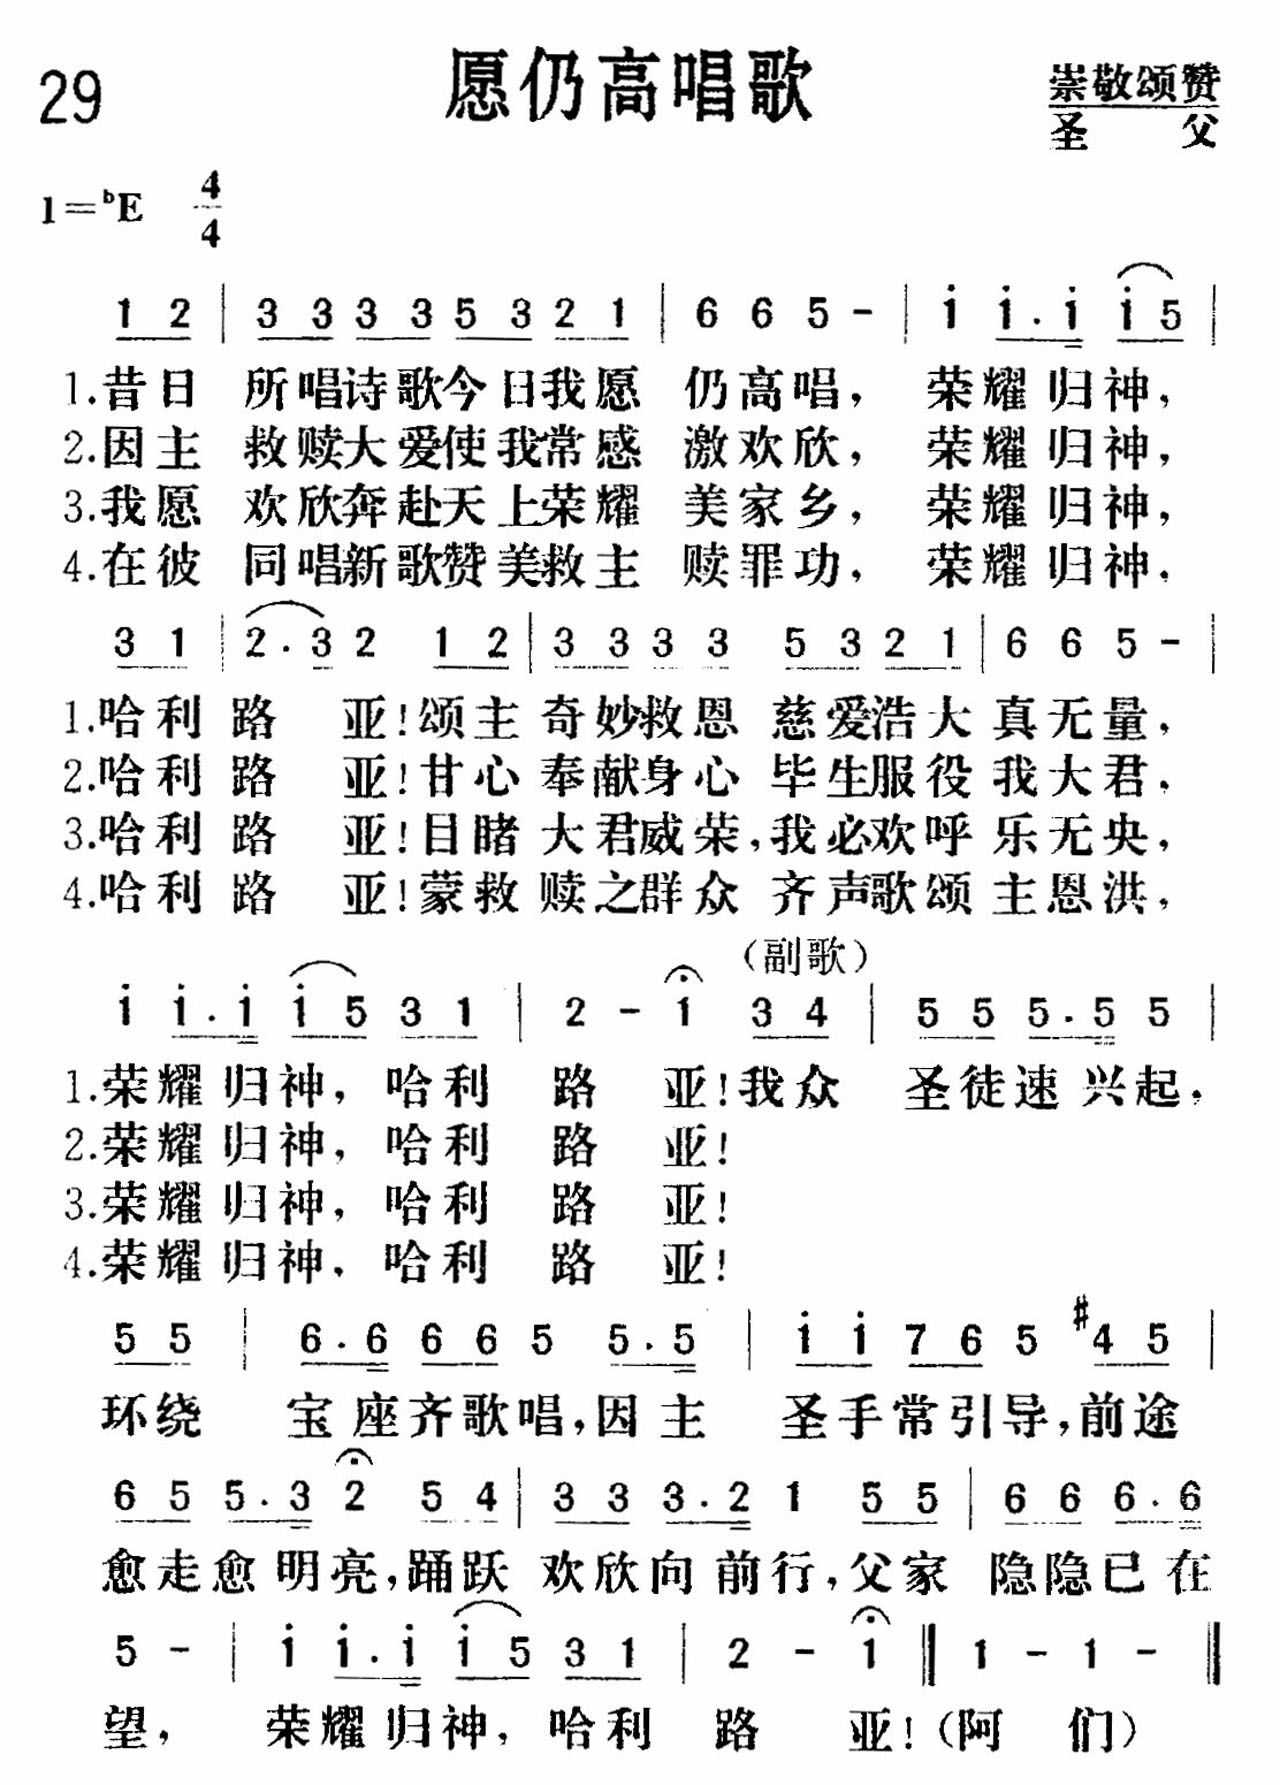 29 愿仍高唱歌 崇敬颂赞
圣 父
1=♭E 4/4
1 2 | 3 3 3 3 5 3 2 1 | 6 6 5 - | i i . i i 5 |
1.昔日 所唱诗歌今日我愿 仍高唱，荣耀归神，
2.因主 救赎大爱使我常感 激欢欣，荣耀归神，
3.我愿 欢欣奔赴天上荣耀 美家乡，荣耀归神，
4.在彼 同唱新歌赞美救主 赎罪功，荣耀归神，
3 1 | 2 . 3 2 1 2 | 3 3 3 3 5 3 2 1 | 6 6 5 - |
1.哈利 路 亚！颂主 奇妙救恩 慈爱浩大 真无量，
2.哈利 路 亚！甘心 奉献身心 毕生服役 我大君，
3.哈利 路 亚！目睹 大君威荣，我必欢呼 乐无央，
4.哈利 路 亚！蒙救 赎之群众 齐声歌颂 主恩洪，
（副歌）
i i . i i 5 3 1 | 2 - 1 3 4 | 5 5 5 . 5 5 |
1.荣耀归神，哈利 路 亚！我众 圣徒速兴起，
2.荣耀归神，哈利 路 亚！
3.荣耀归神，哈利 路 亚！
4.荣耀归神，哈利 路 亚！
5 5 | 6 . 6 6 6 5 5 . 5 | i i 7 6 5 #4 5 |
环绕 宝座齐歌唱，因主 圣手常引导，前途
6 5 5 . 3 2 5 4 | 3 3 3 . 2 1 5 5 | 6 6 6 . 6
愈走愈明亮，踊跃 欢欣向前行，父家 隐隐已在
5 - | i i . i i 5 3 1 | 2 - i || 1 - 1 - ||
望，荣耀归神，哈利 路 亚！（阿 们）